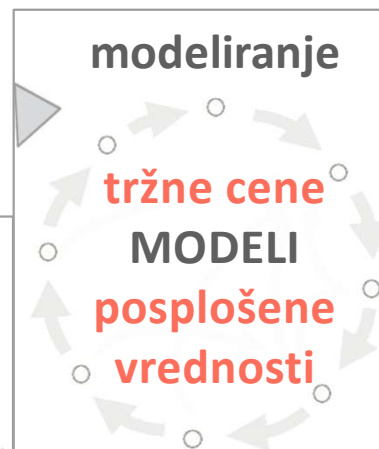 modeliranje
tržne cene
MODELI
posplošene
vrednosti